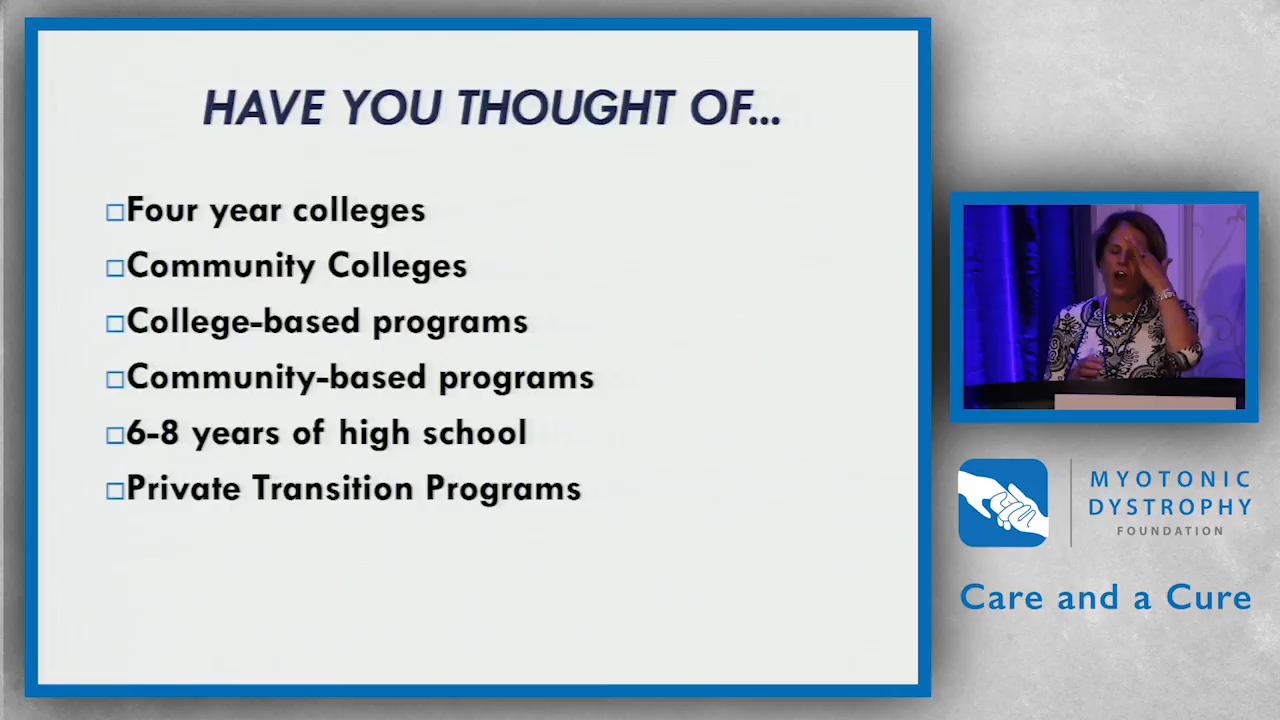 HAVE YOU THOUGHT OF...
Four year colleges
Community Colleges
College-based programs
Community-based programs
6-8 years of high school
Private Transition Programs
MYOTONIC
DYSTROPHY
FOUNDATION
Care and a Cure